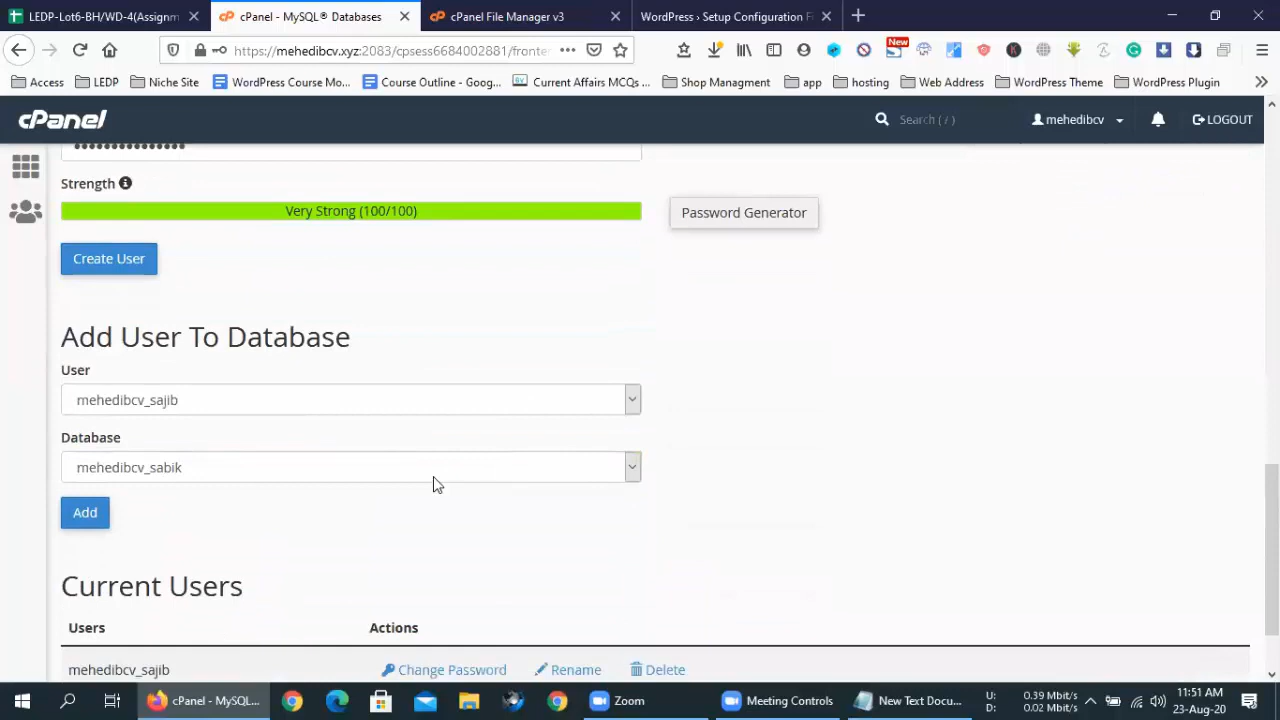 LEDP-Lot6-BH/WD-4(Assignm
cPanel - MySQL® Databases
cPanel File Manager v3
WordPress › Setup Configuration F
https://mehedibcv.xyz:2083/cpsess6684002881/fronte
New
Access
LEDP
Niche Site
WordPress Course Mo...
Course Outline - Goog...
Current Affairs MCQs ...
Shop Managment
app
hosting
Web Address
WordPress Theme
WordPress Plugin
cPanel
Search ( / )
mehedibcv
LOGOUT
Strength
Very Strong (100/100)
Password Generator
Create User
Add User To Database
User
mehedibcv_sajib
Database
mehedibcv_sabik
Add
Current Users
Users Actions
mehedibcv_sajib Change Password Rename Delete
cPanel - MySQL...
Zoom
Meeting Controls
New Text Docu...
U: 0.39 Mbit/s
D: 0.02 Mbit/s
11:51 AM
23-Aug-20